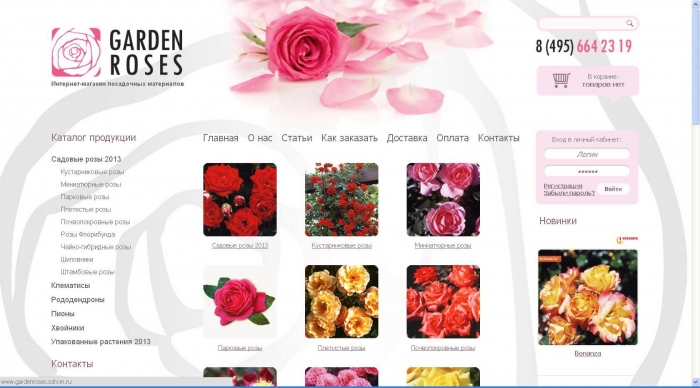 GARDEN
ROSES
Интернет-магазин посадочных материалов
8 (495) 664 23 19
В корзине:
товаров нет
Каталог продукции
Главная О нас Статьи Как заказать Доставка Оплата Контакты
Вход в личный кабинет:
Логин
••••••
Регистрация
Забыли пароль?
Войти
Садовые розы 2013
Кустарниковые розы
Миниатюрные розы
Парковые розы
Плетистые розы
Почвопокровные розы
Розы Флорибунда
Чайно-гибридные розы
Шиповники
Штамбовые розы
Клематисы
Рододендроны
Пионы
Хвойники
Упакованные растения 2013
Контакты
Садовые розы 2013
Кустарниковые розы
Миниатюрные розы
Парковые розы
Плетистые розы
Почвопокровные розы
Новинки
BONANZA
Bonanza
www.gardenroses.sdrom.ru